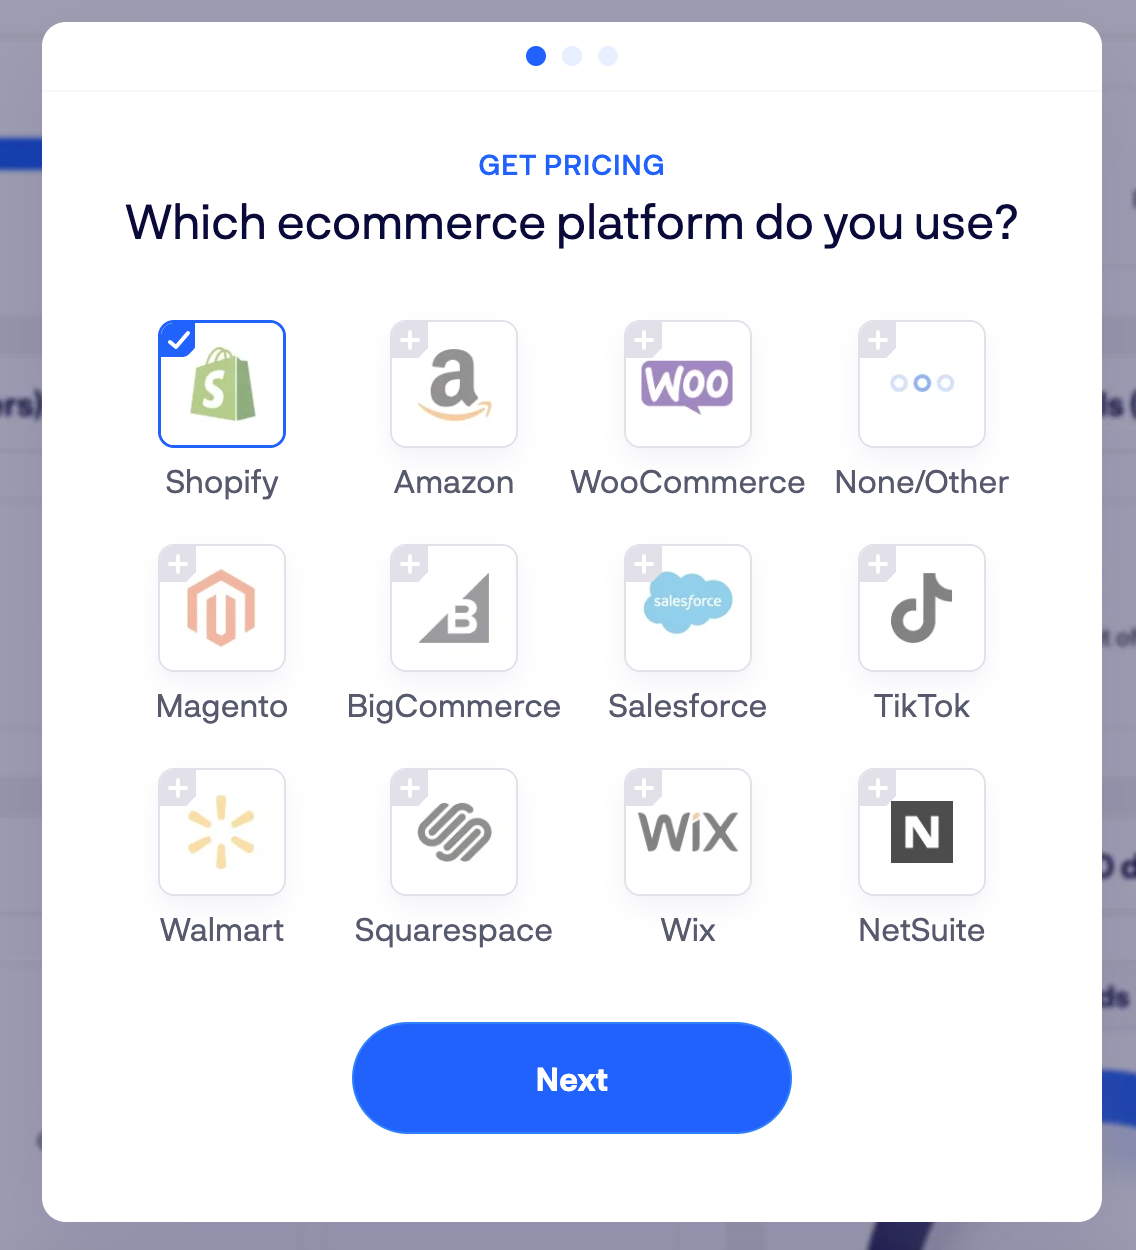 GET PRICING
Which ecommerce platform do you use?
a
WOO
Shopify
Amazon
WooCommerce
None/Other
B
salesforce
Magento
BigCommerce
Salesforce
TikTok
WiX
N
Walmart
Squarespace
Wix
NetSuite
Next